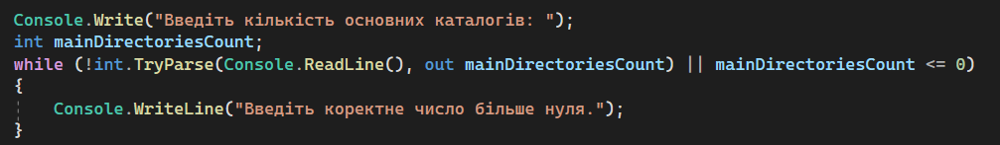 Console.Write("Введіть кількість основних каталогів: ");
int mainDirectoriesCount;
while (!int.TryParse(Console.ReadLine(), out mainDirectoriesCount) || mainDirectoriesCount <= 0)
{
    Console.WriteLine("Введіть коректне число більше нуля.");
}